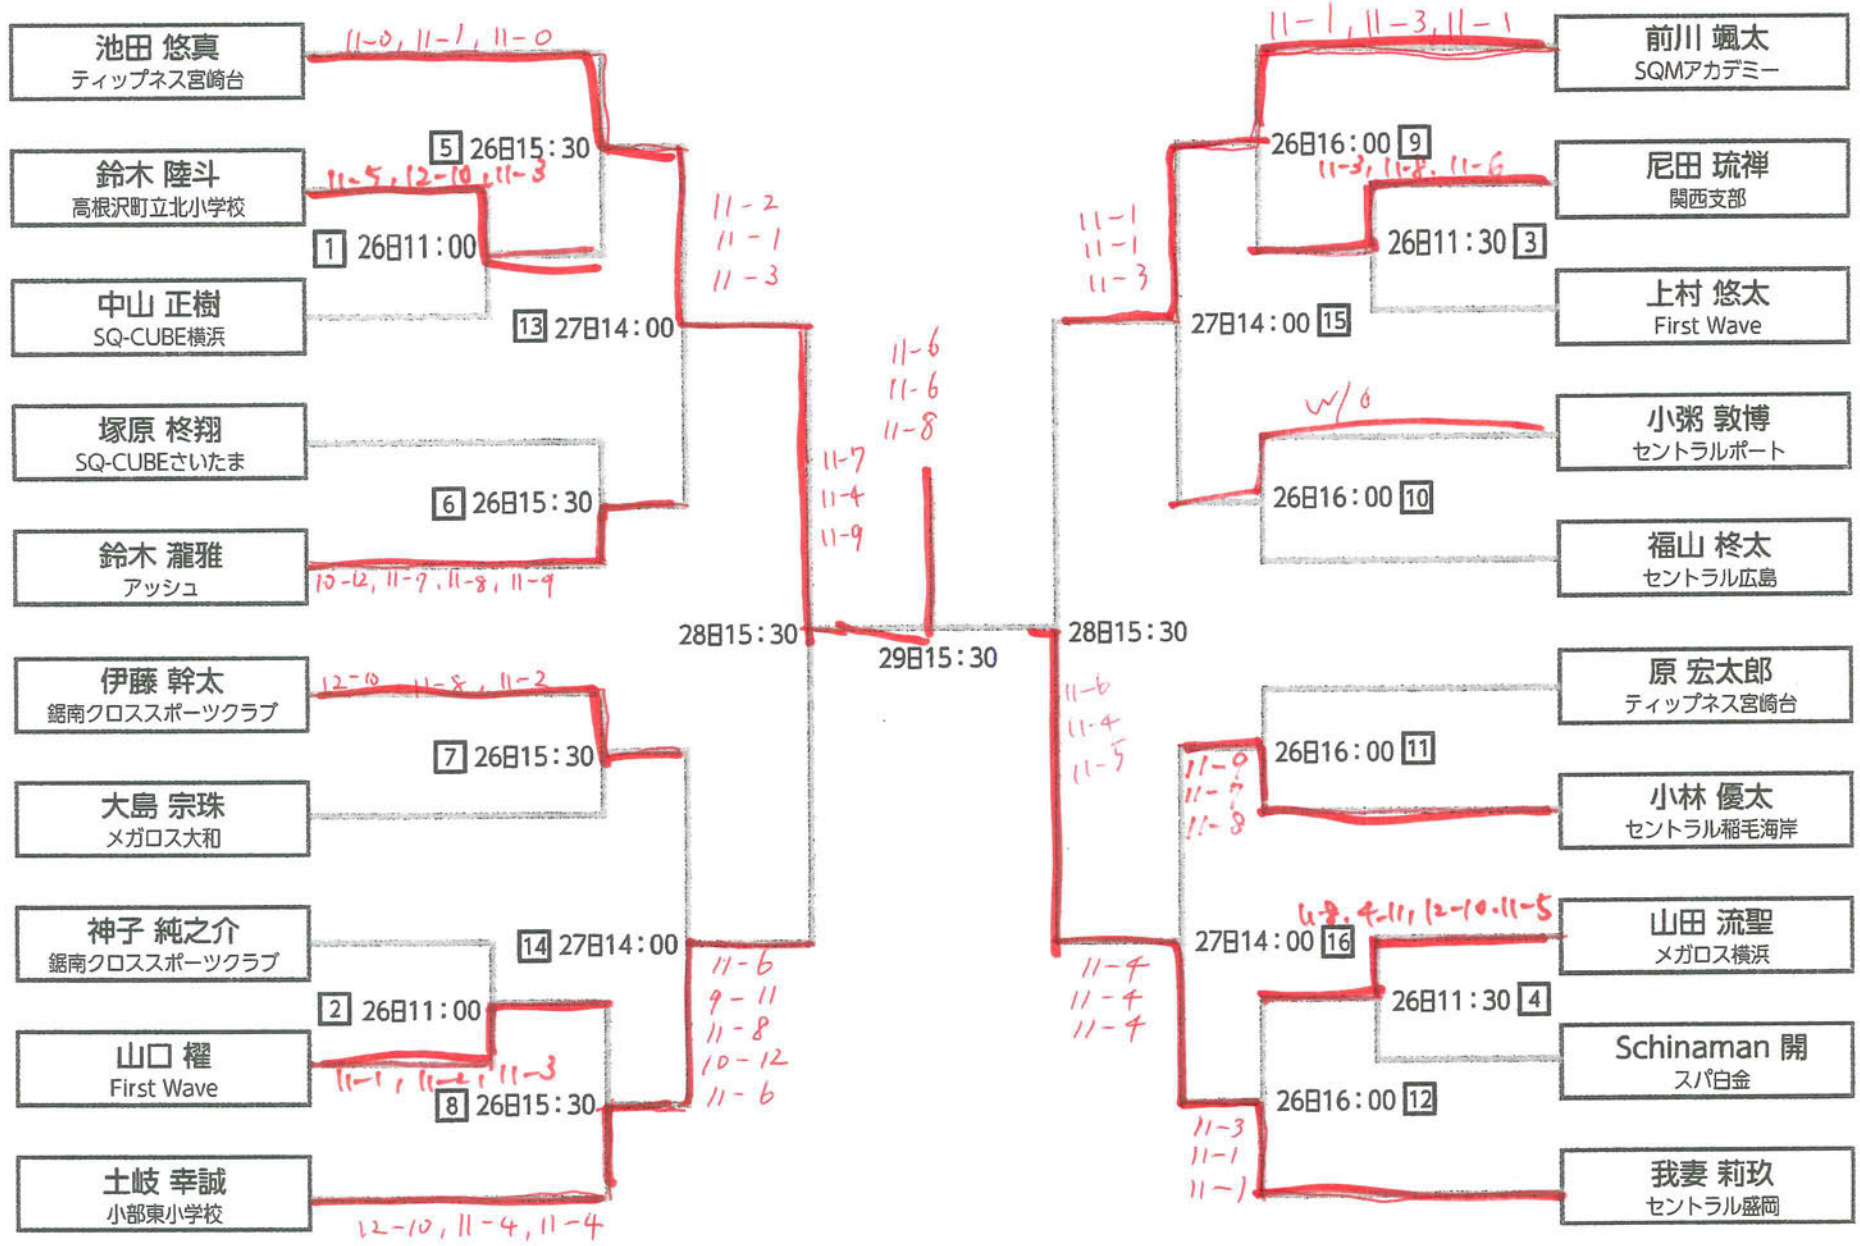 池田 悠真
ティップネス宮崎台
11-0, 11-1, 11-0
5 26日15:30
鈴木 陸斗
高根沢町立北小学校
11-5, 12-10, 11-3
1 26日11:00
中山 正樹
SQ-CUBE横浜
13 27日14:00
11-2
11-1
11-3
塚原 柊翔
SQ-CUBEさいたま
6 26日15:30
鈴木 瀧雅
アッシュ
10-12, 11-7, 11-8, 11-9
11-7
11-4
11-9
28日15:30
伊藤 幹太
鋸南クロススポーツクラブ
12-10, 11-8, 11-2
7 26日15:30
大島 宗珠
メガロス大和
神子 純之介
鋸南クロススポーツクラブ
14 27日14:00
2 26日11:00
11-6
9-11
11-8
10-12
11-6
山口 櫂
First Wave
11-1, 11-2, 11-3
8 26日15:30
土岐 幸誠
小部東小学校
12-10, 11-4, 11-4
11-6
11-6
11-8
29日15:30
11-1, 11-3, 11-1
前川 颯太
SQMアカデミー
26日16:00 9
11-3, 11-8, 11-6
尼田 琉禅
関西支部
11-1
11-1
11-3
26日11:30 3
上村 悠太
First Wave
27日14:00 15
W/O
小粥 敦博
セントラルポート
26日16:00 10
福山 柊太
セントラル広島
28日15:30
11-6
11-4
11-5
原 宏太郎
ティップネス宮崎台
26日16:00 11
11-9
11-7
11-8
小林 優太
セントラル稲毛海岸
11-8, 4-11, 12-10, 11-5
山田 流聖
メガロス横浜
27日14:00 16
11-4
11-4
11-4
26日11:30 4
Schinaman 開
スパ白金
26日16:00 12
11-3
11-1
11-1
我妻 莉玖
セントラル盛岡